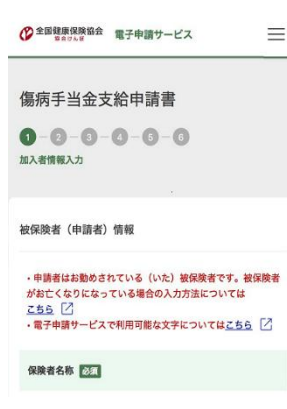 全国健康保険協会 電子申請サービス
協会けんぽ
傷病手当金支給申請書
1 2 3 4 5 6
加入者情報入力
被保険者（申請者）情報
・申請者はお勤めされている（いた）被保険者です。被保険者
がお亡くなりになっている場合の入力方法については
こちら
・電子申請サービスで利用可能な文字についてはこちら
保険者名称 必須